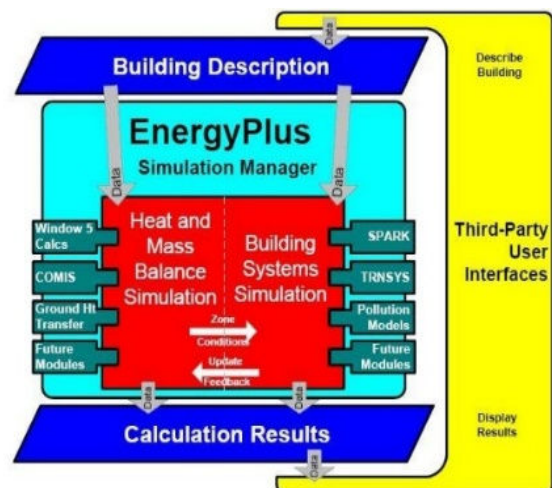 Data
Describe
Building
Building Description
EnergyPlus
Simulation Manager
Data
Data
Window 5
Calcs
COMIS
Ground Ht
Transfer
Future
Modules
Heat and
Mass
Balance
Simulation
Building
Systems
Simulation
Zone
Conditions
Update
Feedback
SPARK
TRNSYS
Pollution
Models
Future
Modules
Third-Party
User
Interfaces
Data
Data
Calculation Results
Display
Results
Data